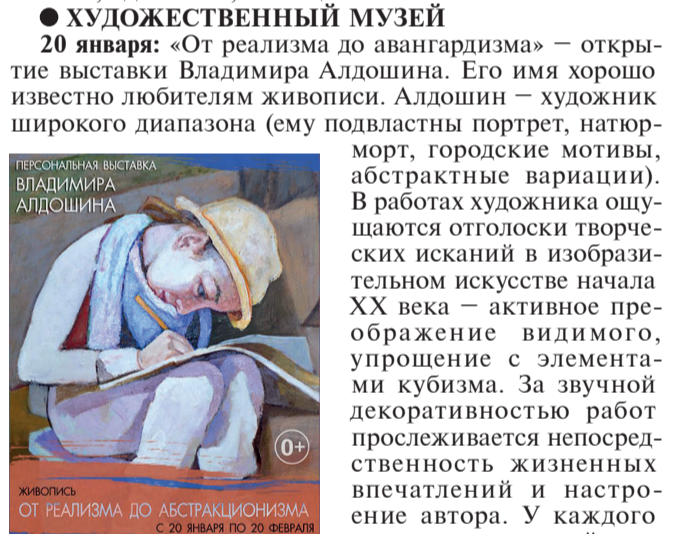 ● ХУДОЖЕСТВЕННЫЙ МУЗЕЙ
20 января: «От реализма до авангардизма» — откры-
тие выставки Владимира Алдошина. Его имя хорошо
известно любителям живописи. Алдошин — художник
широкого диапазона (ему подвластны портрет, натюр-
морт, городские мотивы,
абстрактные вариации).
В работах художника ощу-
щаются отголоски творче-
ских исканий в изобрази-
тельном искусстве начала
XX века — активное пре-
ображение видимого,
упрощение с элемента-
ми кубизма. За звучной
декоративностью работ
прослеживается непосред-
ственность жизненных
впечатлений и настро-
ение автора. У каждого
ПЕРСОНАЛЬНАЯ ВЫСТАВКА
ВЛАДИМИРА
АЛДОШИНА
0+
ЖИВОПИСЬ
ОТ РЕАЛИЗМА ДО АБСТРАКЦИОНИЗМА
С 20 ЯНВАРЯ ПО 20 ФЕВРАЛЯ